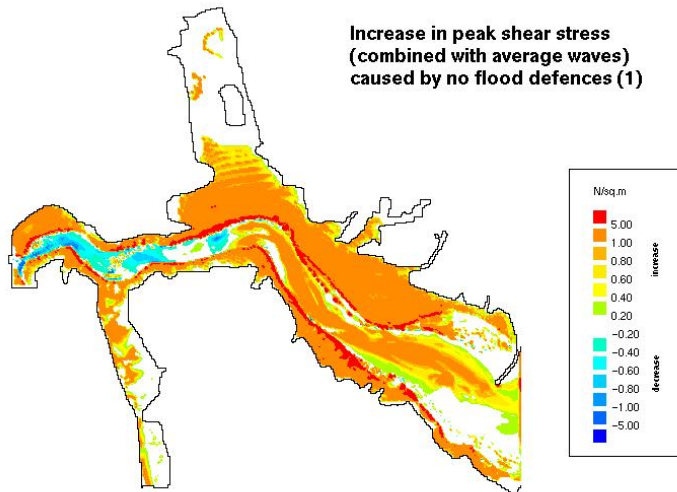 Increase in peak shear stress
(combined with average waves)
caused by no flood defences (1)
N/sq.m
5.00
1.00
0.80
0.60
0.40
0.20
-0.20
-0.40
-0.60
-0.80
-1.00
-5.00
increase
decrease